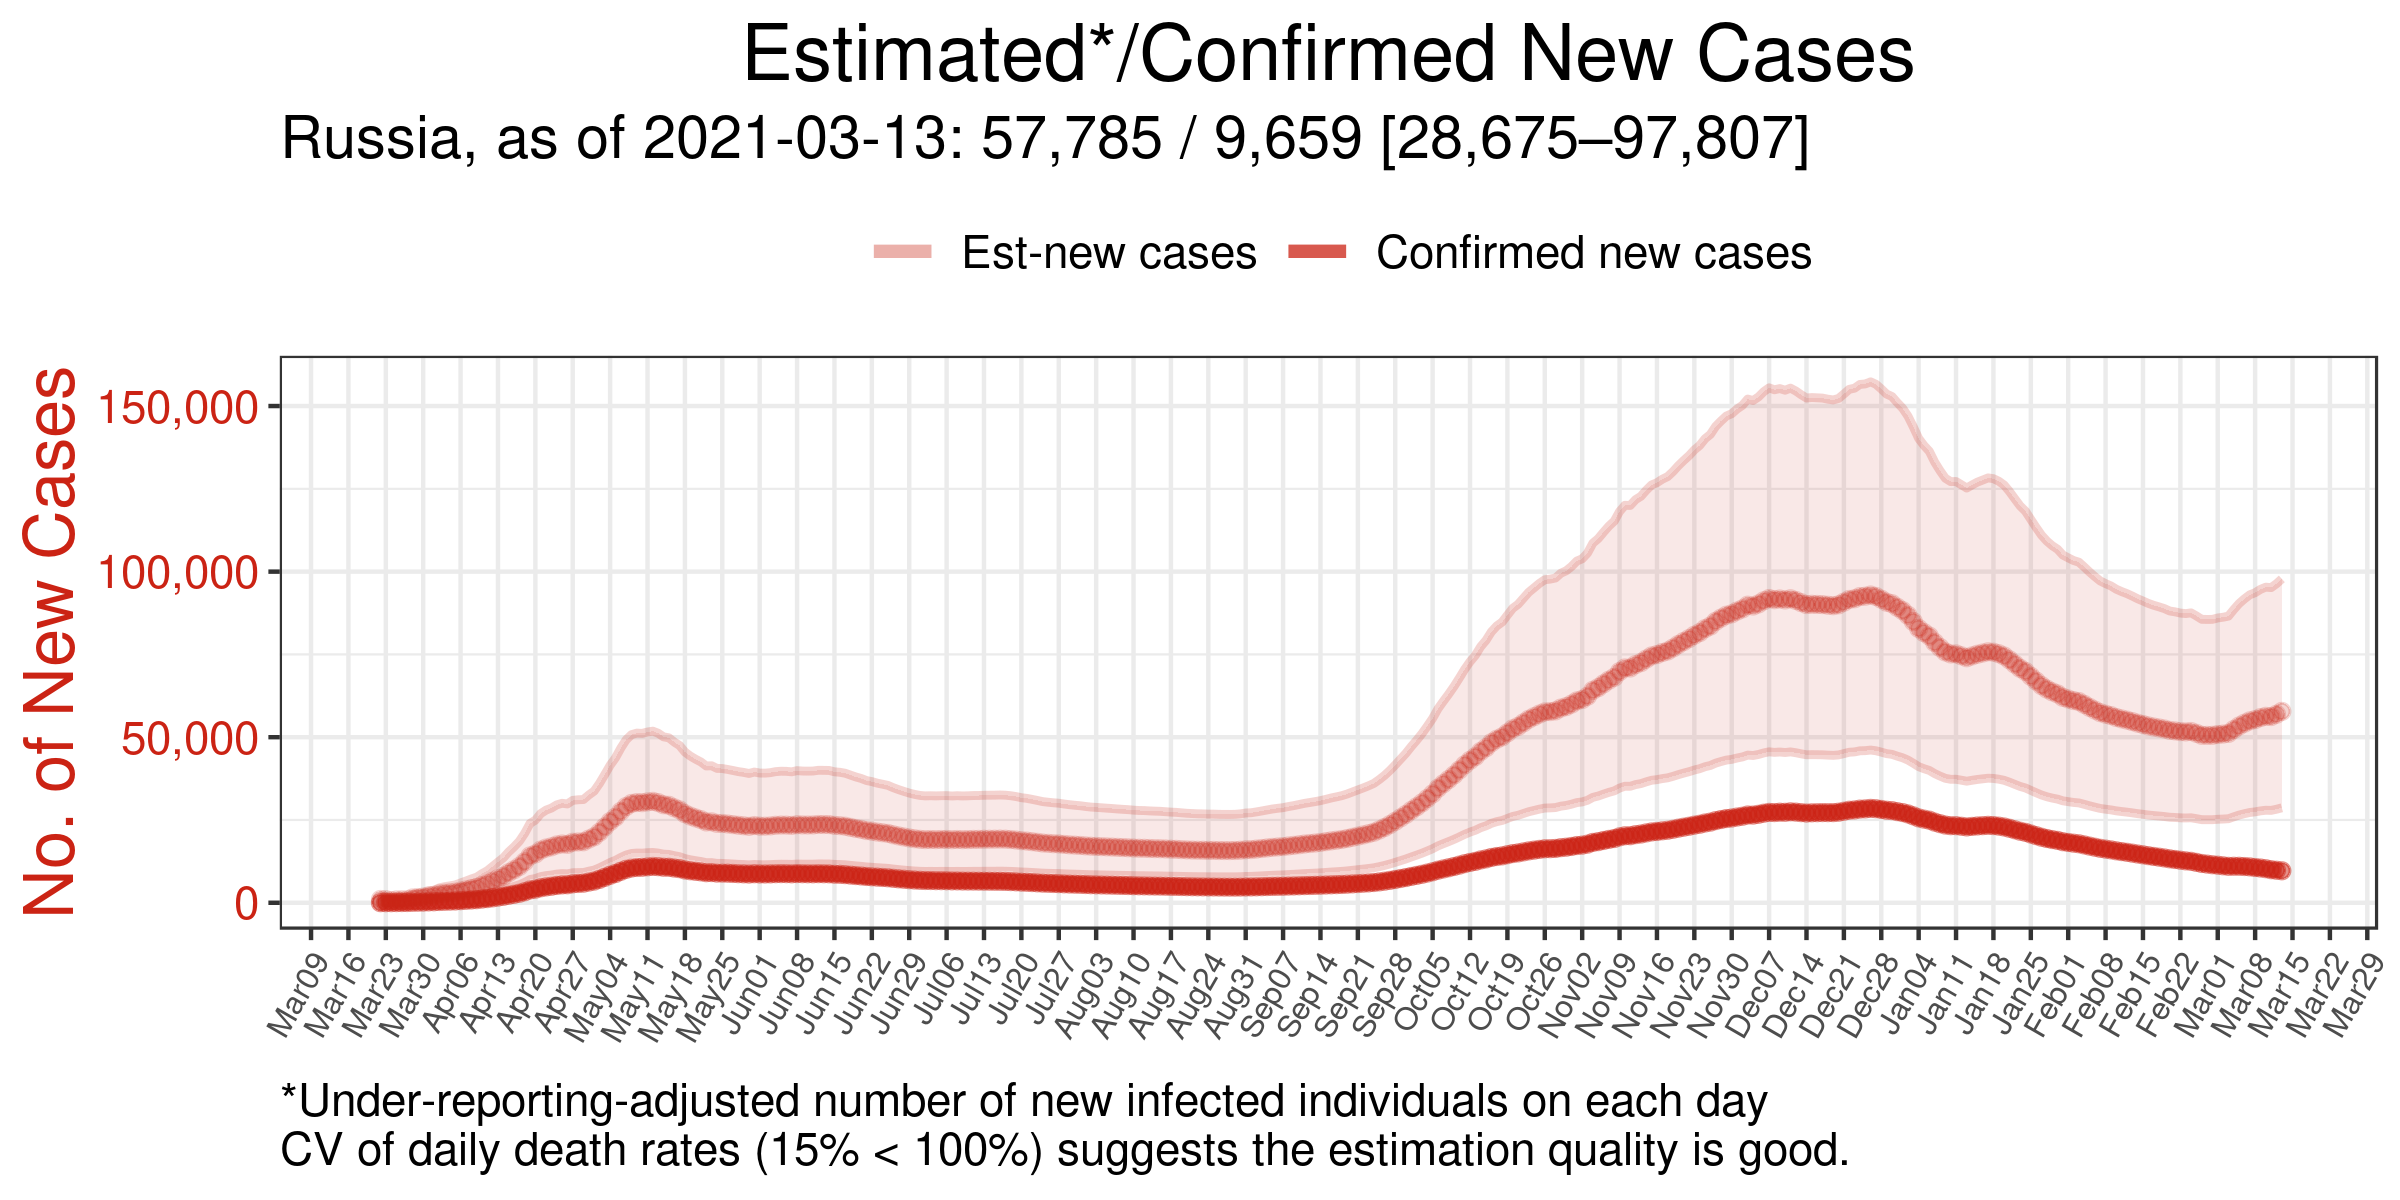 Estimated*/Confirmed New Cases
Russia, as of 2021-03-13: 57,785 / 9,659 [28,675–97,807]
Est-new cases
Confirmed new cases
No. of New Cases
150,000
100,000
50,000
0
Mar09
Mar16
Mar23
Mar30
Apr06
Apr13
Apr20
Apr27
May04
May11
May18
May25
Jun01
Jun08
Jun15
Jun22
Jun29
Jul06
Jul13
Jul20
Jul27
Aug03
Aug10
Aug17
Aug24
Aug31
Sep07
Sep14
Sep21
Sep28
Oct05
Oct12
Oct19
Oct26
Nov02
Nov09
Nov16
Nov23
Nov30
Dec07
Dec14
Dec21
Dec28
Jan04
Jan11
Jan18
Jan25
Feb01
Feb08
Feb15
Feb22
Mar01
Mar08
Mar15
Mar22
Mar29
*Under-reporting-adjusted number of new infected individuals on each day
CV of daily death rates (15% < 100%) suggests the estimation quality is good.